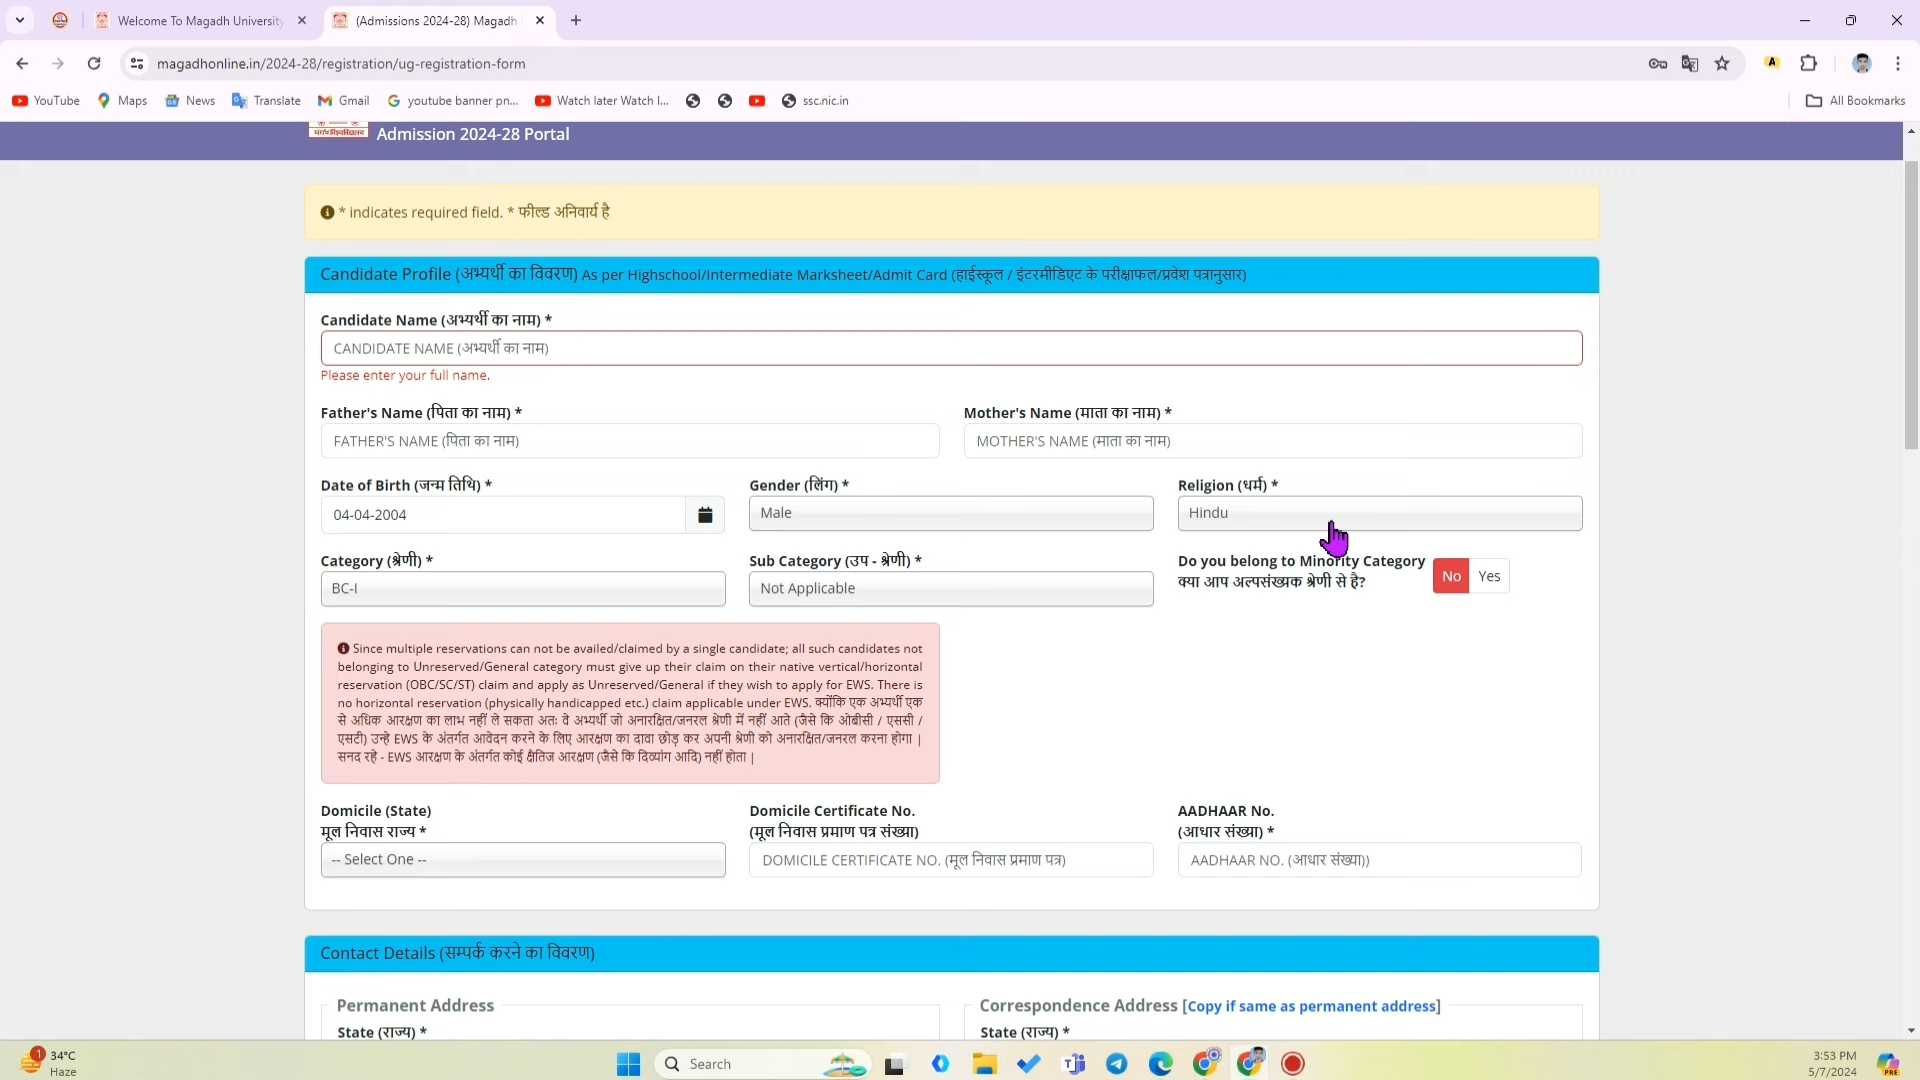 Welcome To Magadh University
(Admissions 2024-28) Magadh
magadhonline.in/2024-28/registration/ug-registration-form
YouTube
Maps
News
Translate
Gmail
youtube banner pn...
Watch later Watch l...
ssc.nic.in
All Bookmarks
Admission 2024-28 Portal
* indicates required field. * फील्ड अनिवार्य है
Candidate Profile (अभ्यर्थी का विवरण) As per Highschool/Intermediate Marksheet/Admit Card (हाईस्कूल / इंटरमीडिएट के परीक्षाफल/प्रवेश पत्रानुसार)
Candidate Name (अभ्यर्थी का नाम) *
CANDIDATE NAME (अभ्यर्थी का नाम)
Please enter your full name.
Father's Name (पिता का नाम) *
Mother's Name (माता का नाम) *
FATHER'S NAME (पिता का नाम)
MOTHER'S NAME (माता का नाम)
Date of Birth (जन्म तिथि) *
Gender (लिंग) *
Religion (धर्म) *
04-04-2004
Male
Hindu
Category (श्रेणी) *
Sub Category (उप - श्रेणी) *
Do you belong to Minority Category
क्या आप अल्पसंख्यक श्रेणी से है?
No
Yes
BC-I
Not Applicable
Since multiple reservations can not be availed/claimed by a single candidate; all such candidates not
belonging to Unreserved/General category must give up their claim on their native vertical/horizontal
reservation (OBC/SC/ST) claim and apply as Unreserved/General if they wish to apply for EWS. There is
no horizontal reservation (physically handicapped etc.) claim applicable under EWS. क्योंकि एक अभ्यर्थी एक
से अधिक आरक्षण का लाभ नहीं ले सकता अतः वे अभ्यर्थी जो अनारक्षित/जनरल श्रेणी में नहीं आते (जैसे कि ओबीसी / एससी /
एसटी) उन्हे EWS के अंतर्गत आवेदन करने के लिए आरक्षण का दावा छोड़ कर अपनी श्रेणी को अनारक्षित/जनरल करना होगा |
सनद रहे - EWS आरक्षण के अंतर्गत कोई क्षैतिज आरक्षण (जैसे कि दिव्यांग आदि) नहीं होता |
Domicile (State)
मूल निवास राज्य *
Domicile Certificate No.
(मूल निवास प्रमाण पत्र संख्या)
AADHAAR No.
(आधार संख्या) *
-- Select One --
DOMICILE CERTIFICATE NO. (मूल निवास प्रमाण पत्र)
AADHAAR NO. (आधार संख्या))
Contact Details (सम्पर्क करने का विवरण)
Permanent Address
Correspondence Address [Copy if same as permanent address]
State (राज्य) *
State (राज्य) *
1
34°C
Haze
Search
3:53 PM
5/7/2024
PRE